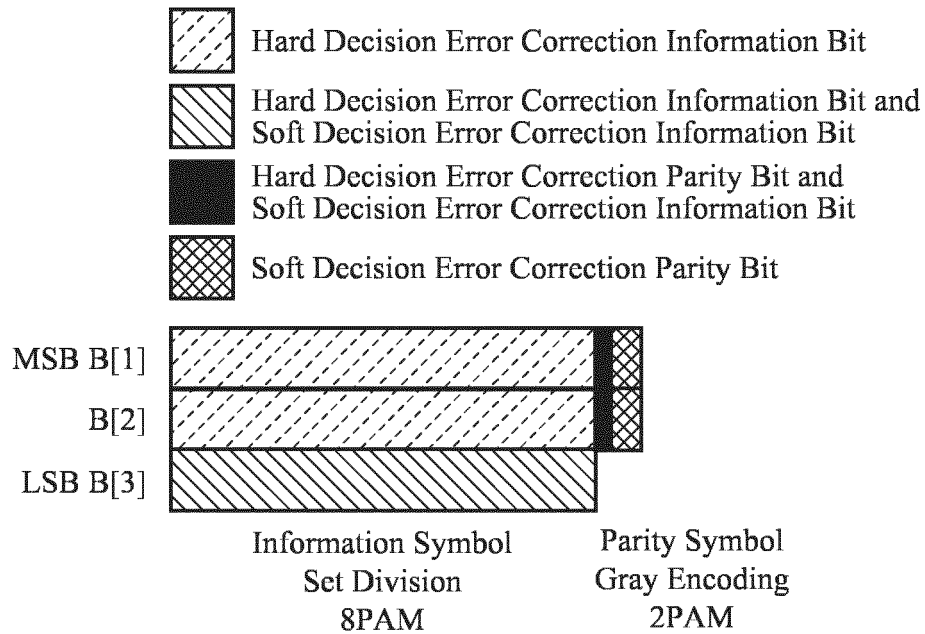 Hard Decision Error Correction Information Bit
Hard Decision Error Correction Information Bit and
Soft Decision Error Correction Information Bit
Hard Decision Error Correction Parity Bit and
Soft Decision Error Correction Information Bit
Soft Decision Error Correction Parity Bit
MSB B[1]
B[2]
LSB B[3]
Information Symbol
Set Division
8PAM
Parity Symbol
Gray Encoding
2PAM